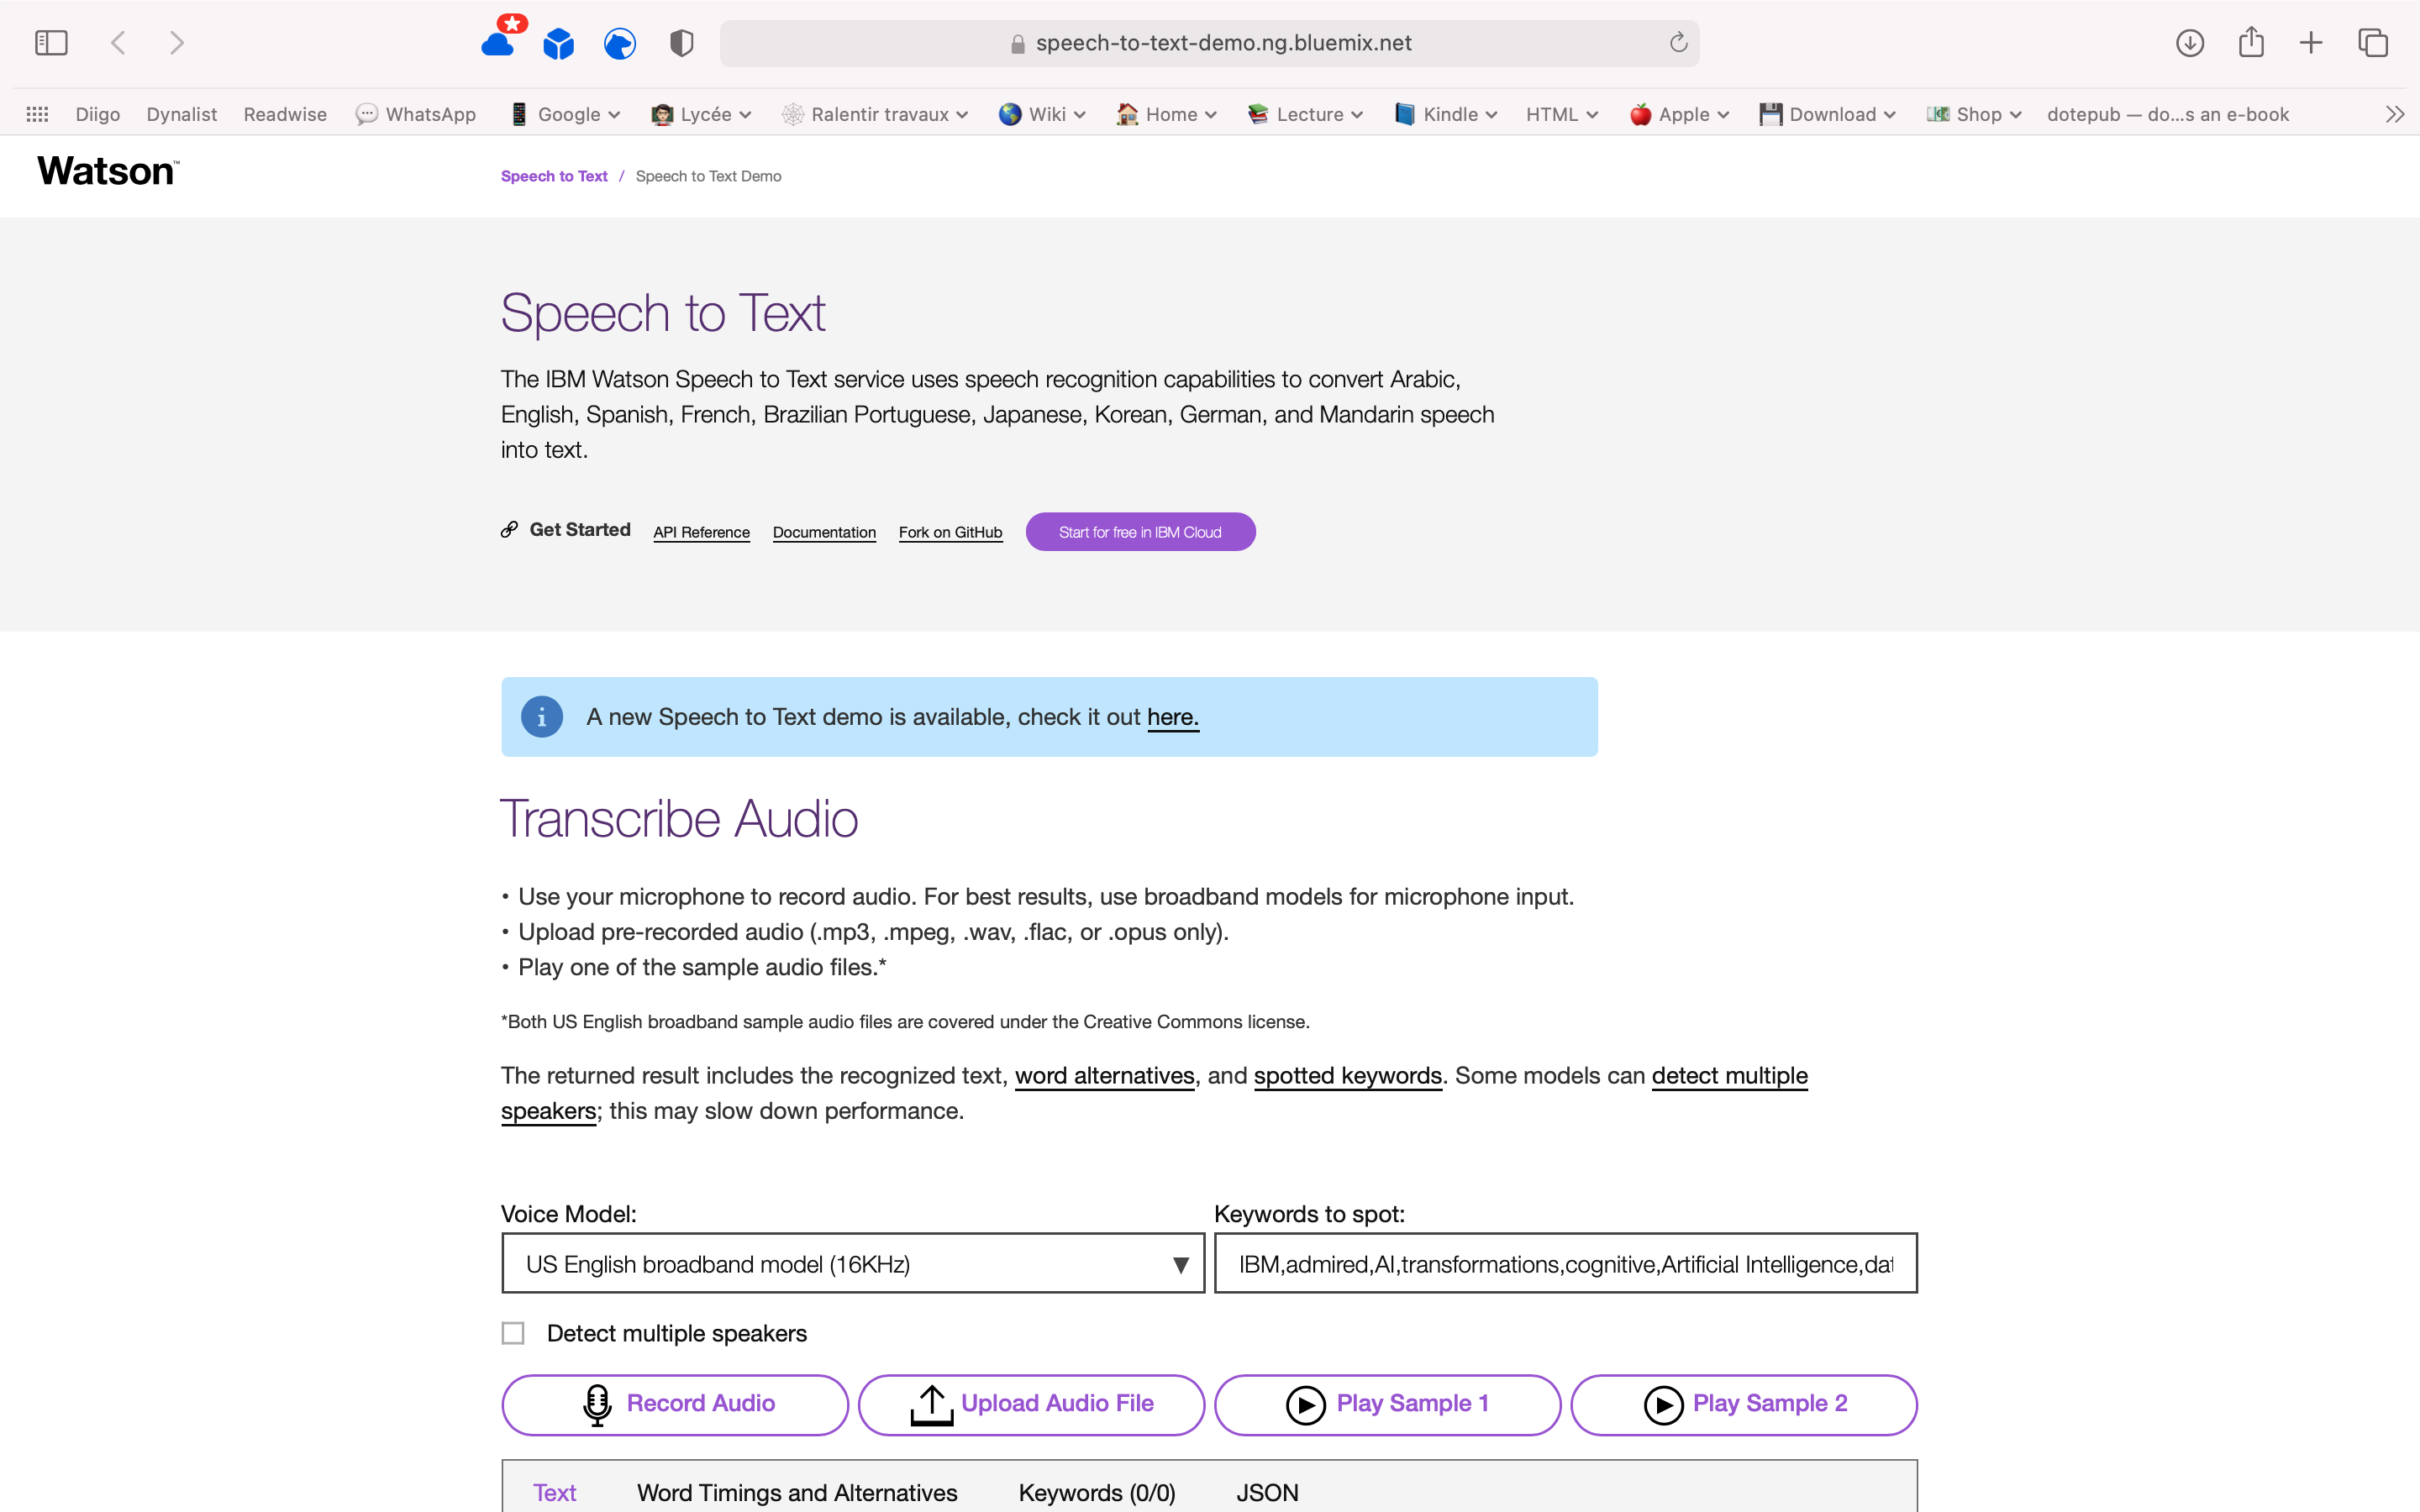 speech-to-text-demo.ng.bluemix.net
Diigo Dynalist Readwise WhatsApp Google Lycée Ralentir travaux Wiki Home Lecture Kindle HTML Apple Download Shop dotepub — do...s an e-book
Watson™
Speech to Text / Speech to Text Demo
Speech to Text
The IBM Watson Speech to Text service uses speech recognition capabilities to convert Arabic,
English, Spanish, French, Brazilian Portuguese, Japanese, Korean, German, and Mandarin speech
into text.
Get Started API Reference Documentation Fork on GitHub Start for free in IBM Cloud
A new Speech to Text demo is available, check it out here.
Transcribe Audio
• Use your microphone to record audio. For best results, use broadband models for microphone input.
• Upload pre-recorded audio (.mp3, .mpeg, .wav, .flac, or .opus only).
• Play one of the sample audio files.*
*Both US English broadband sample audio files are covered under the Creative Commons license.
The returned result includes the recognized text, word alternatives, and spotted keywords. Some models can detect multiple
speakers; this may slow down performance.
Voice Model: Keywords to spot:
US English broadband model (16KHz) IBM,admired,AI,transformations,cognitive,Artificial Intelligence,dat
Detect multiple speakers
Record Audio Upload Audio File Play Sample 1 Play Sample 2
Text Word Timings and Alternatives Keywords (0/0) JSON